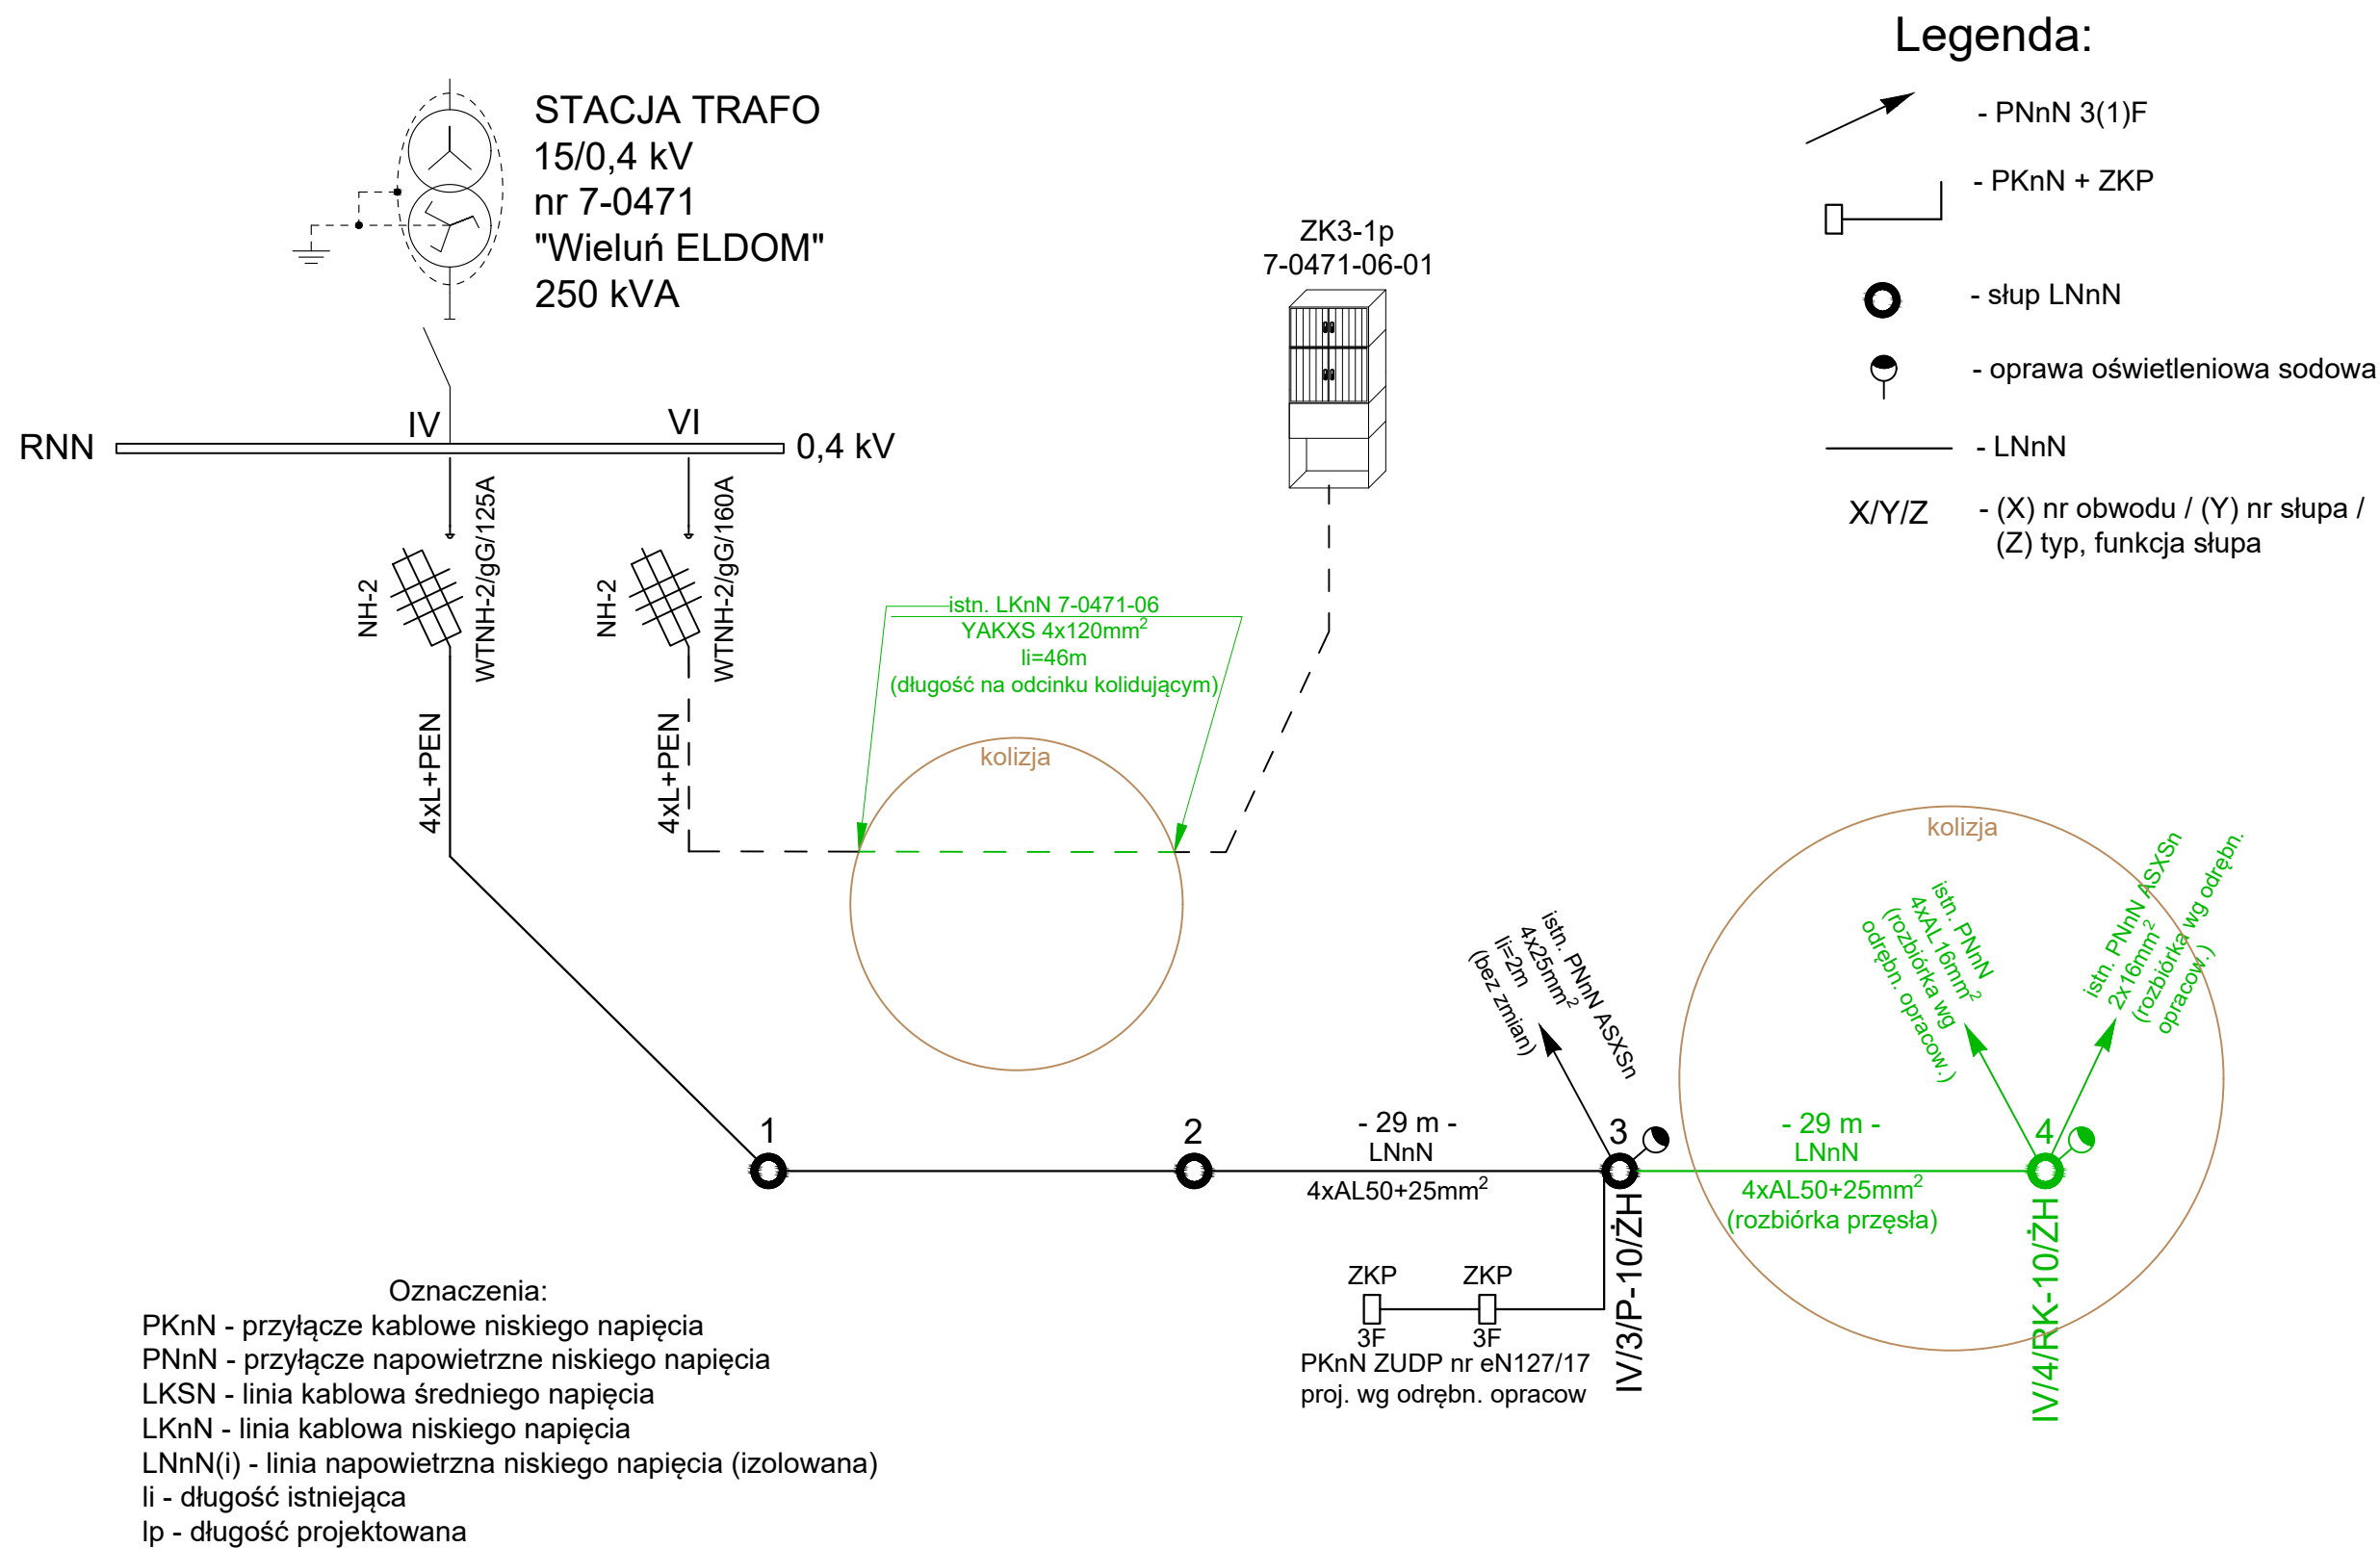 Legenda:
- PNnN 3(1)F
- PKnN + ZKP
- słup LNnN
- oprawa oświetleniowa sodowa
- LNnN
X/Y/Z - (X) nr obwodu / (Y) nr słupa /
(Z) typ, funkcja słupa
STACJA TRAFO
15/0,4 kV
nr 7-0471
"Wieluń ELDOM"
250 kVA
ZK3-1p
7-0471-06-01
RNN
IV
VI
0,4 kV
NH-2
WTNH-2/gG/125A
NH-2
WTNH-2/gG/160A
4xL+PEN
4xL+PEN
istn. LKnN 7-0471-06
YAKXS 4x120mm²
li=46m
(długość na odcinku kolidującym)
kolizja
kolizja
istn. PNnN ASXSn
4x25mm²
li=2m
(bez zmian)
istn. PNnN
4xAL16mm²
(rozbiórka wg
odrębn. opracow.)
istn. PNnN ASXSn
2x16mm²
(rozbiórka wg odrębn.
opracow.)
1
2
- 29 m -
LNnN
4xAL50+25mm²
3
- 29 m -
LNnN
4xAL50+25mm²
(rozbiórka przęsła)
4
IV/3/P-10/ŻH
IV/4/RK-10/ŻH
ZKP
ZKP
3F
3F
PKnN ZUDP nr eN127/17
proj. wg odrębn. opracow
Oznaczenia:
PKnN - przyłącze kablowe niskiego napięcia
PNnN - przyłącze napowietrzne niskiego napięcia
LKSN - linia kablowa średniego napięcia
LKnN - linia kablowa niskiego napięcia
LNnN(i) - linia napowietrzna niskiego napięcia (izolowana)
li - długość istniejąca
lp - długość projektowana